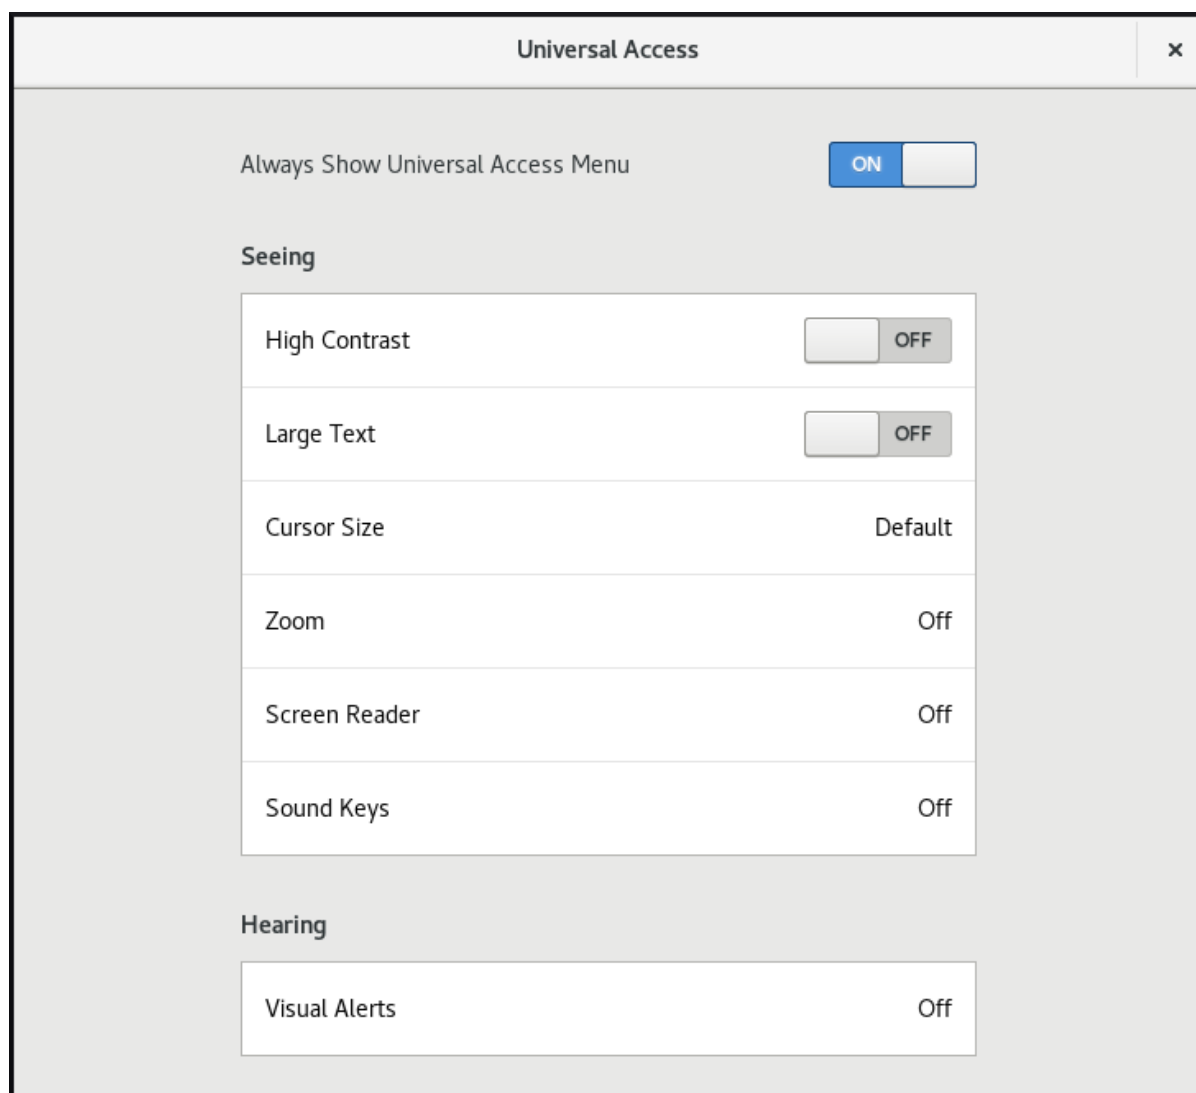 Universal Access
Always Show Universal Access Menu ON
Seeing
High Contrast OFF
Large Text OFF
Cursor Size Default
Zoom Off
Screen Reader Off
Sound Keys Off
Hearing
Visual Alerts Off